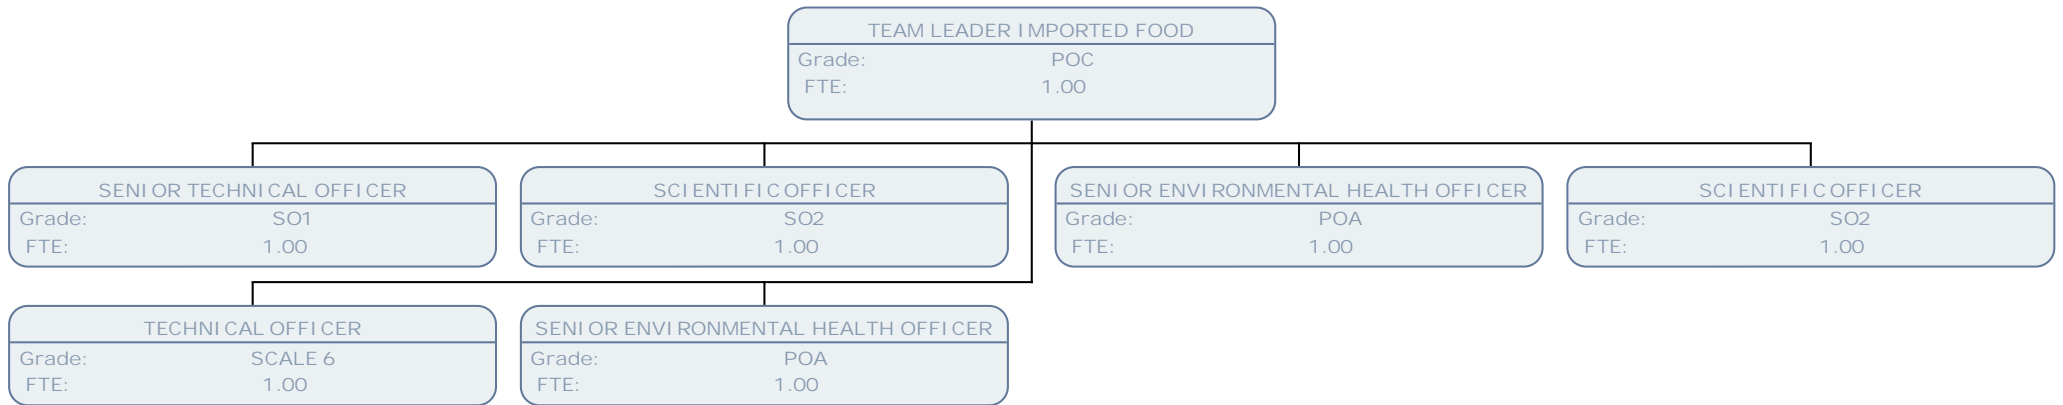 TEAM LEADER IMPORTED FOOD
Grade: POC
FTE: 1.00
SENIOR TECHNICAL OFFICER
Grade: SO1
FTE: 1.00
SCIENTIFIC OFFICER
Grade: SO2
FTE: 1.00
SENIOR ENVIRONMENTAL HEALTH OFFICER
Grade: POA
FTE: 1.00
SCIENTIFIC OFFICER
Grade: SO2
FTE: 1.00
TECHNICAL OFFICER
Grade: SCALE 6
FTE: 1.00
SENIOR ENVIRONMENTAL HEALTH OFFICER
Grade: POA
FTE: 1.00